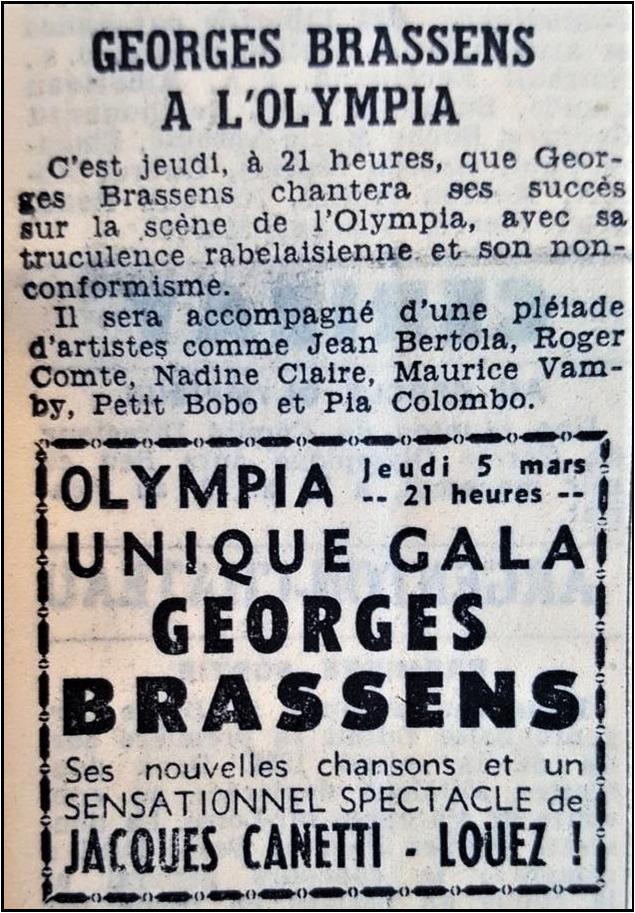 GEORGES BRASSENS
A L'OLYMPIA
C'est jeudi, à 21 heures, que Geor-
ges Brassens chantera ses succès
sur la scène de l'Olympia, avec sa
truculence rabelaisienne et son non-
conformisme.
Il sera accompagné d'une pléiade
d'artistes comme Jean Bertola, Roger
Comte, Nadine Claire, Maurice Vam-
by, Petit Bobo et Pia Colombo.
OLYMPIA Jeudi 5 mars
-- 21 heures --
UNIQUE GALA
GEORGES
BRASSENS
Ses nouvelles chansons et un
SENSATIONNEL SPECTACLE de
JACQUES CANETTI - LOUEZ !